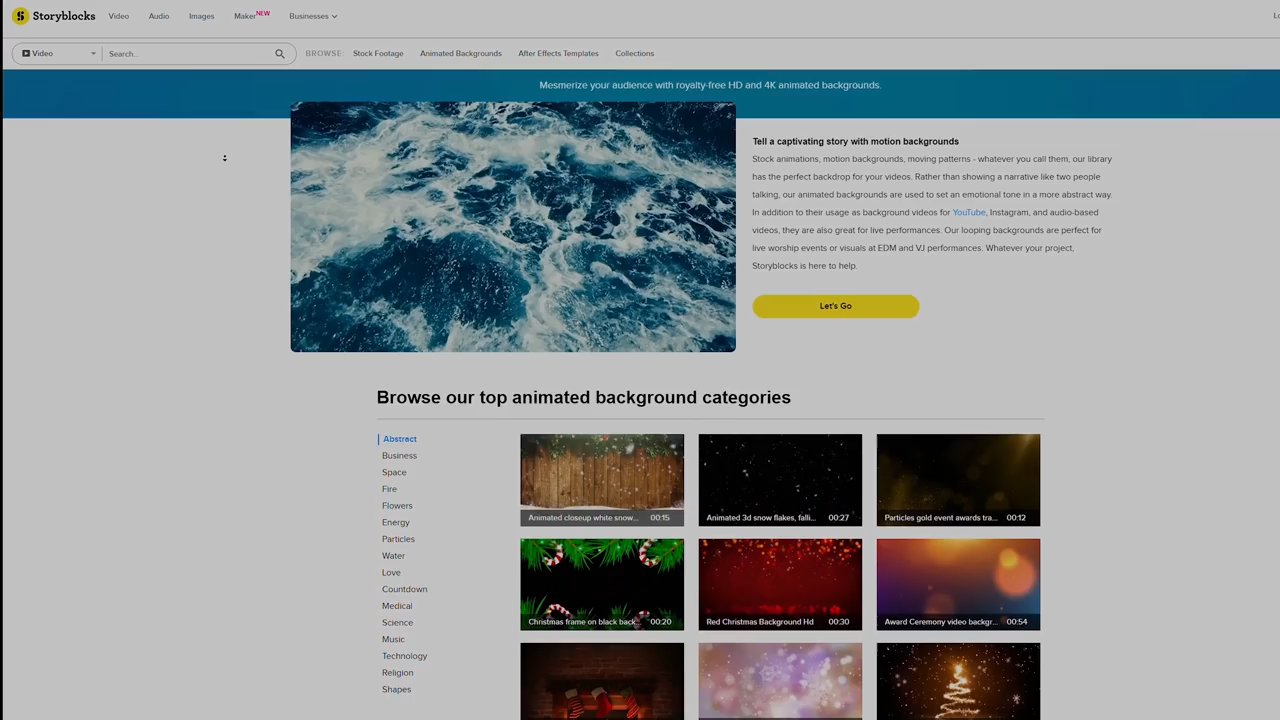 Storyblocks Video Audio Images Maker NEW Businesses
Video Search... BROWSE: Stock Footage Animated Backgrounds After Effects Templates Collections
Mesmerize your audience with royalty-free HD and 4K animated backgrounds.
Tell a captivating story with motion backgrounds
Stock animations, motion backgrounds, moving patterns - whatever you call them, our library
has the perfect backdrop for your videos. Rather than showing a narrative like two people
talking, our animated backgrounds are used to set an emotional tone in a more abstract way.
In addition to their usage as background videos for YouTube, Instagram, and audio-based
videos, they are also great for live performances. Our looping backgrounds are perfect for
live worship events or visuals at EDM and VJ performances. Whatever your project,
Storyblocks is here to help.
Let's Go
Browse our top animated background categories
Abstract
Business
Space
Fire
Flowers
Energy
Particles
Water
Love
Countdown
Medical
Science
Music
Technology
Religion
Shapes
Animated closeup white snow... 00:15
Animated 3d snow flakes, falli... 00:27
Particles gold event awards tra... 00:12
Christmas frame on black back... 00:20
Red Christmas Background Hd 00:30
Award Ceremony video backgr... 00:54